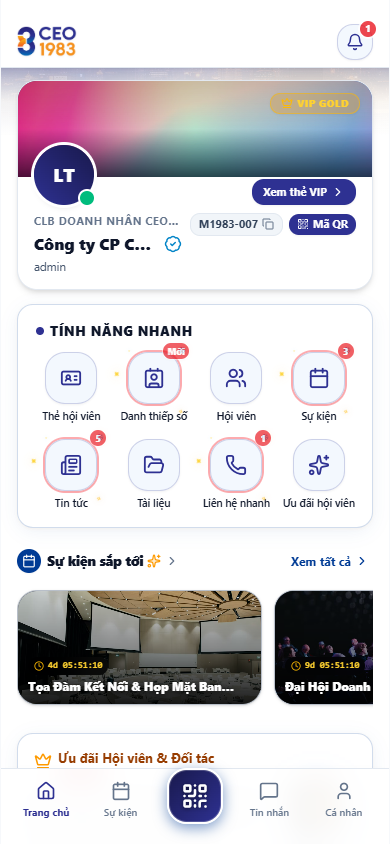 CEO
1983
1
VIP GOLD
LT
Xem thẻ VIP
CLB DOANH NHÂN CEO...
M1983-007
Mã QR
Công ty CP C...
admin
TÍNH NĂNG NHANH
Thẻ hội viên
Mới
Danh thiếp số
Hội viên
3
Sự kiện
5
Tin tức
Tài liệu
1
Liên hệ nhanh
Ưu đãi hội viên
Sự kiện sắp tới
Xem tất cả
4d 05:51:10
Tọa Đàm Kết Nối & Họp Mặt Ban...
9d 05:51:10
Đại Hội Doanh
Ưu đãi Hội viên & Đối tác
Trang chủ
Sự kiện
Tin nhắn
Cá nhân